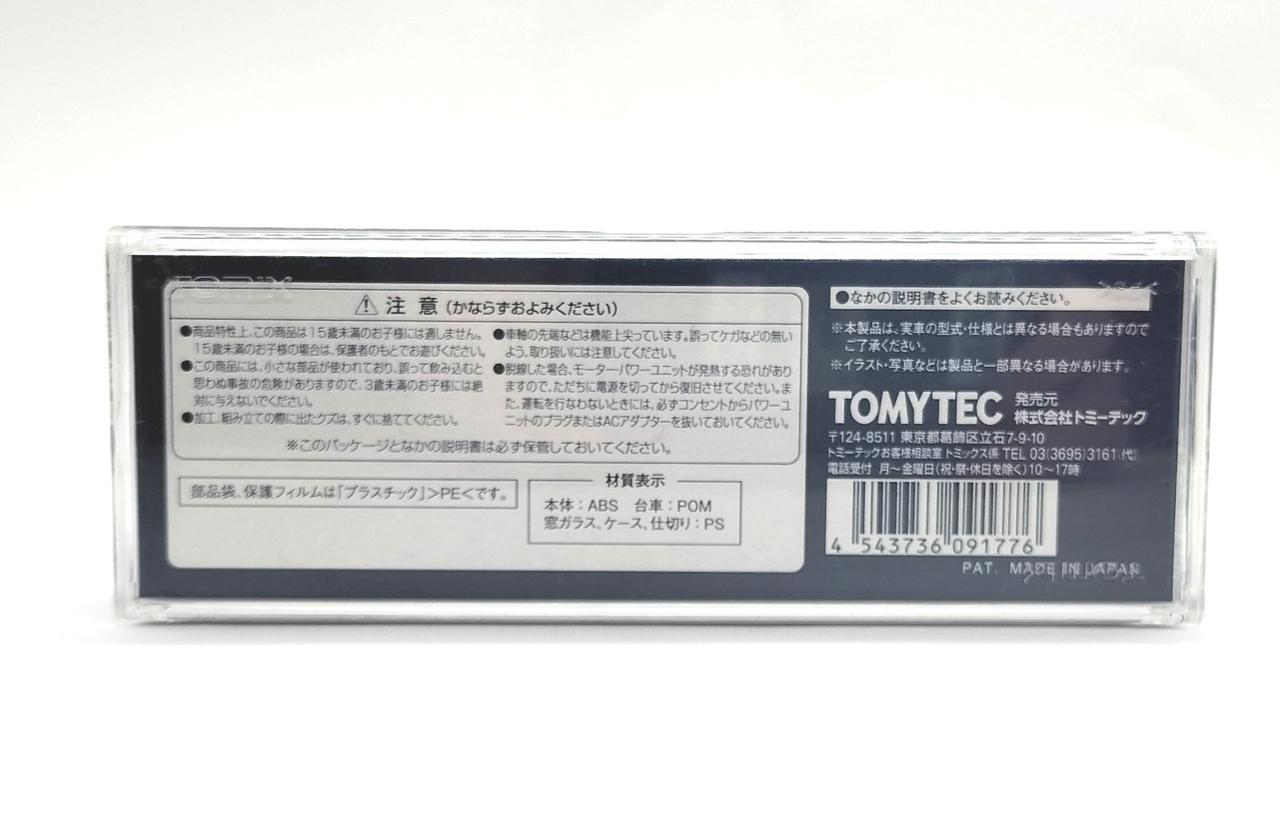 TOMIX
⚠ 注 意 (かならずおよみください)
●商品特性上、この商品は15歳未満のお子様には適しません。
15歳未満のお子様の場合は、保護者のもとでお遊びください。
●この商品には、小さな部品が使われており、誤って飲み込むと
思わぬ事故の危険がありますので、3歳未満のお子様には絶
対に与えないでください。
●加工、組み立ての際に出たクズは、すぐに捨ててください。
●車軸の先端などは機能上尖っています。誤ってケガなどの無い
よう、取り扱いには注意してください。
●脱線した場合、モーターパワーユニットが発熱する恐れがあり
ますので、ただちに電源を切ってから復旧させてください。ま
た、運転を行なわないときには、必ずコンセントからパワーユ
ニットのプラグまたはACアダプターを抜いておいてください。
※このパッケージとなかの説明書は必ず保管しておいてください。
部品袋、保護フィルムは「プラスチック」>PE<です。
材質表示
本体：ABS 台車：POM
窓ガラス、ケース、仕切り：PS
●なかの説明書をよくお読みください。
※本製品は、実車の型式・仕様とは異なる場合もありますので
ご了承ください。
※イラスト・写真などは製品と一部異なる場合があります。
TOMYTEC 発売元
株式会社トミーテック
〒124-8511 東京都葛飾区立石7-9-10
トミーテックお客様相談室 トミックス係 TEL 03(3695)3161 (代)
電話受付 月〜金曜日(祝・祭・休日を除く)10〜17時
4 543736 091776
PAT. MADE IN JAPAN